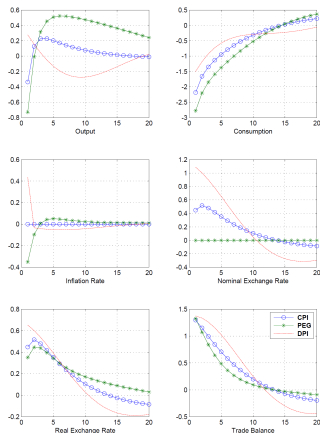 0.6
0.4
0.2
0
-0.2
-0.4
-0.6
-0.8
0 5 10 15 20
Output
0.5
0
-0.5
-1
-1.5
-2
-2.5
-3
0 5 10 15 20
Consumption
0.6
0.4
0.2
0
-0.2
-0.4
0 5 10 15 20
Inflation Rate
1.2
1
0.8
0.6
0.4
0.2
0
-0.2
-0.4
0 5 10 15 20
Nominal Exchange Rate
0.8
0.6
0.4
0.2
0
-0.2
0 5 10 15 20
Real Exchange Rate
1.5
1
0.5
0
-0.5
0 5 10 15 20
Trade Balance
CPI
PEG
DPI